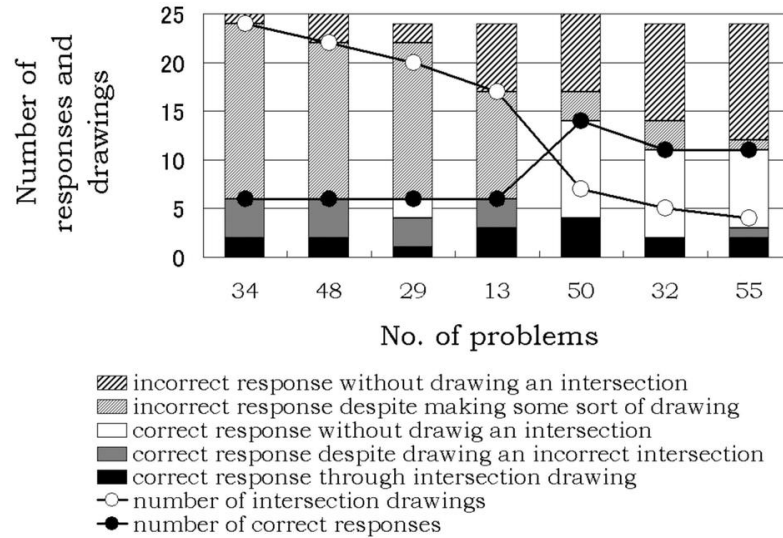 Number of
responses and
drawings
25
20
15
10
5
0
34 48 29 13 50 32 55
No. of problems
incorrect response without drawing an intersection
incorrect response despite making some sort of drawing
correct response without drawig an intersection
correct response despite drawing an incorrect intersection
correct response through intersection drawing
number of intersection drawings
number of correct responses